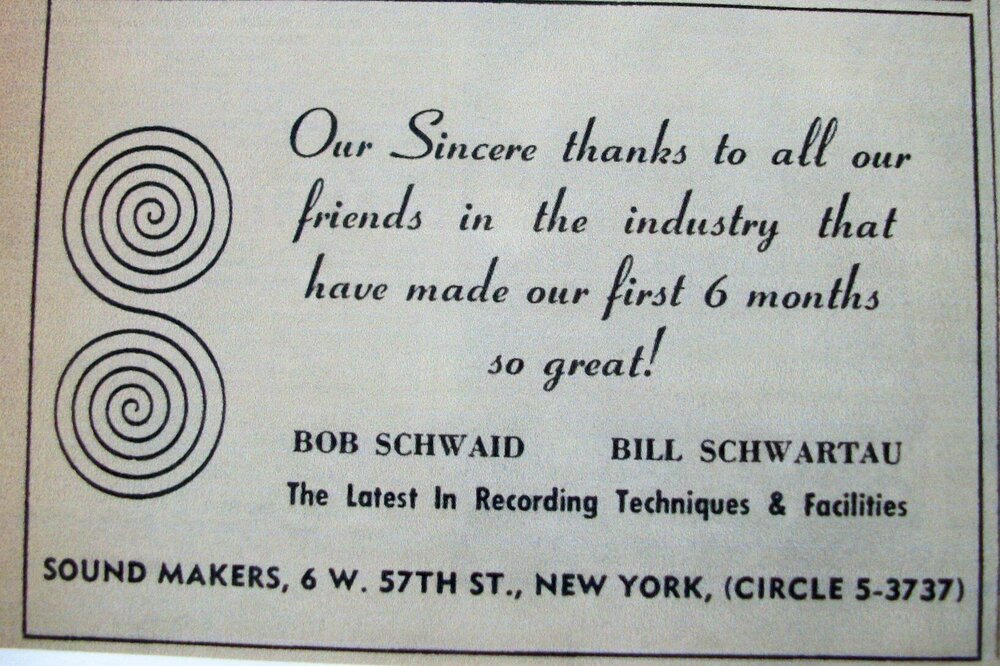 Our Sincere thanks to all our
friends in the industry that
have made our first 6 months
so great!
BOB SCHWAID BILL SCHWARTAU
The Latest In Recording Techniques & Facilities
SOUND MAKERS, 6 W. 57TH ST., NEW YORK, (CIRCLE 5-3737)